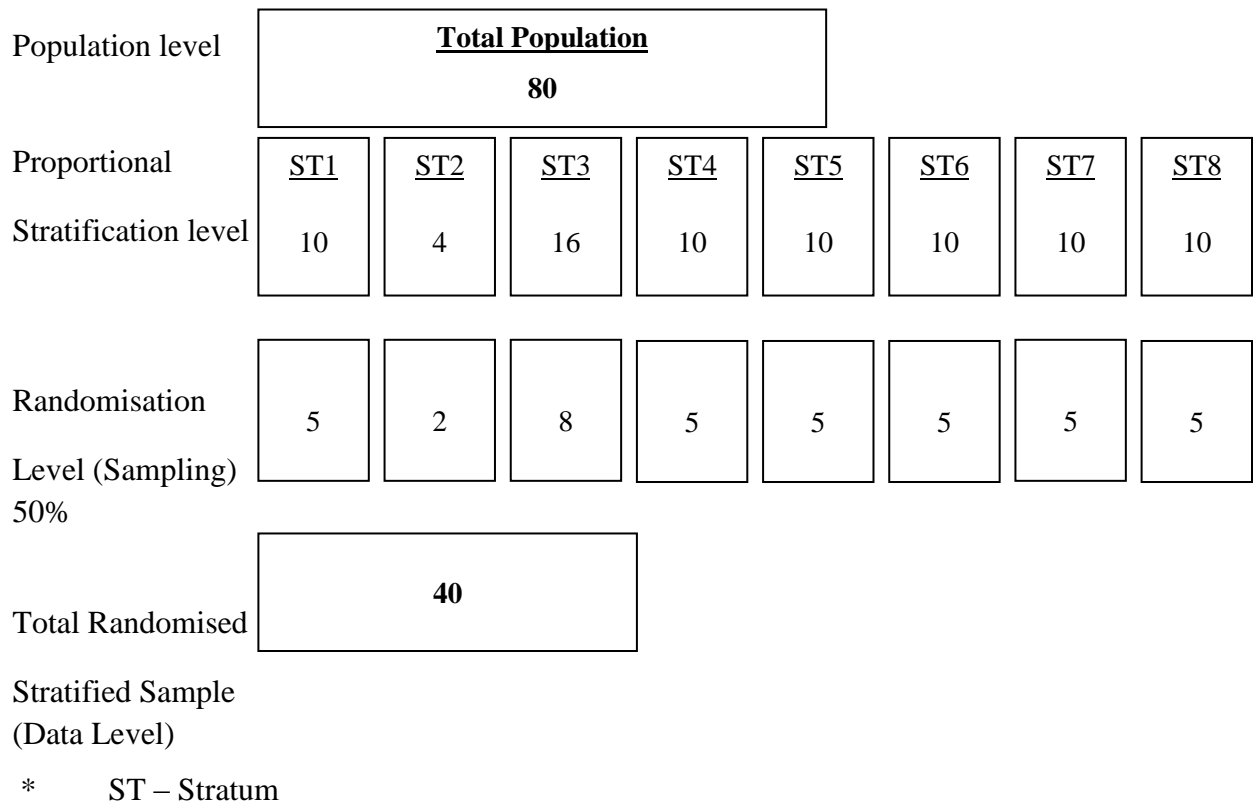 Population level
Total Population
80
Proportional
Stratification level
ST1 ST2 ST3 ST4 ST5 ST6 ST7 ST8
10 4 16 10 10 10 10 10
Randomisation
Level (Sampling)
50%
5 2 8 5 5 5 5 5
Total Randomised
Stratified Sample
(Data Level)
40
* ST – Stratum